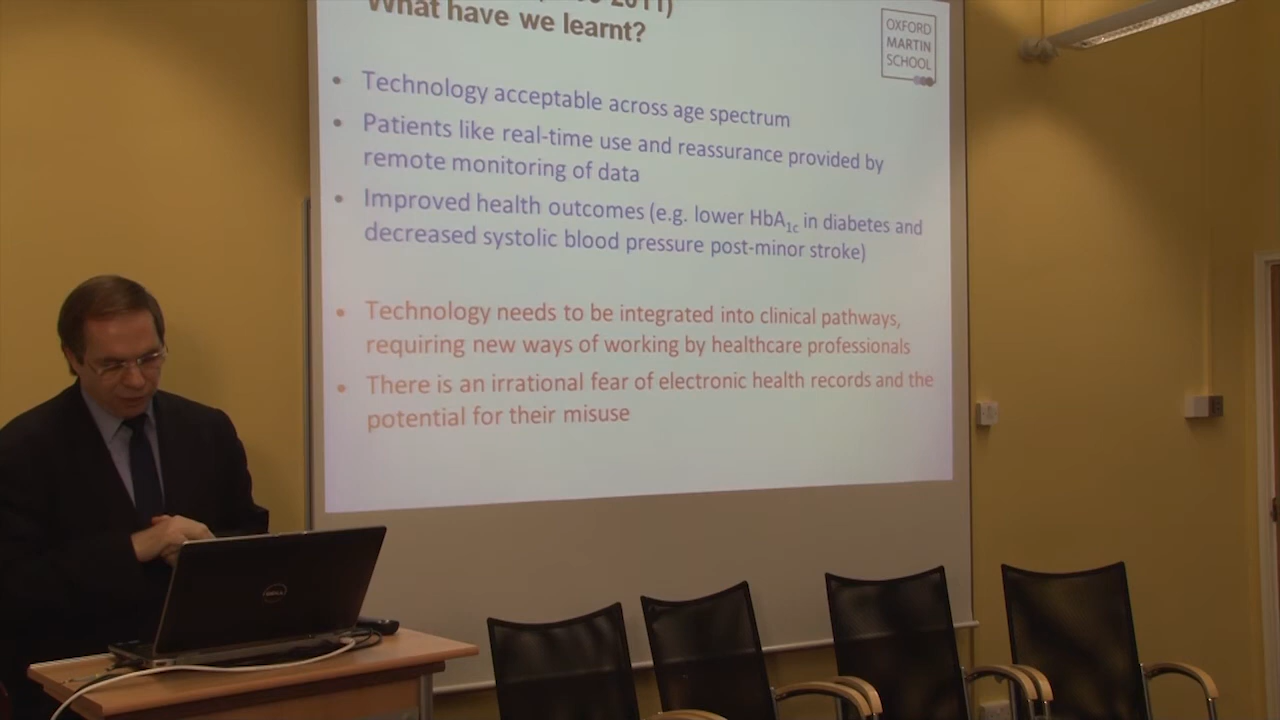 2011)
What have we learnt?
OXFORD
MARTIN
SCHOOL
• Technology acceptable across age spectrum
• Patients like real-time use and reassurance provided by
remote monitoring of data
• Improved health outcomes (e.g. lower HbA1c in diabetes and
decreased systolic blood pressure post-minor stroke)
• Technology needs to be integrated into clinical pathways,
requiring new ways of working by healthcare professionals
• There is an irrational fear of electronic health records and the
potential for their misuse
DELL